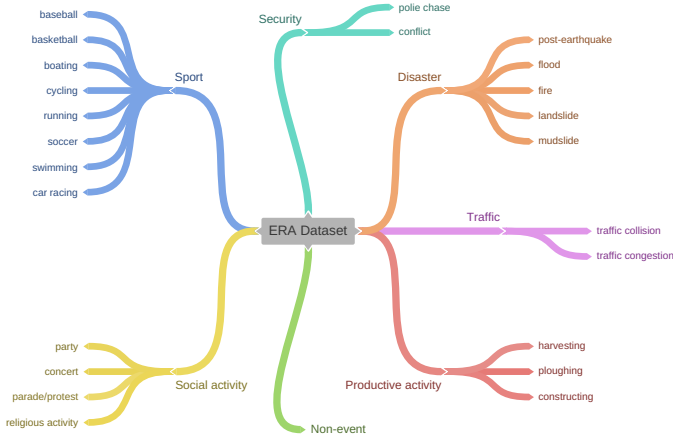 baseball
basketball
boating
cycling
running
soccer
swimming
car racing
Sport
Security
polie chase
conflict
Disaster
post-earthquake
flood
fire
landslide
mudslide
ERA Dataset
Traffic
traffic collision
traffic congestion
party
concert
parade/protest
religious activity
Social activity
Non-event
Productive activity
harvesting
ploughing
constructing